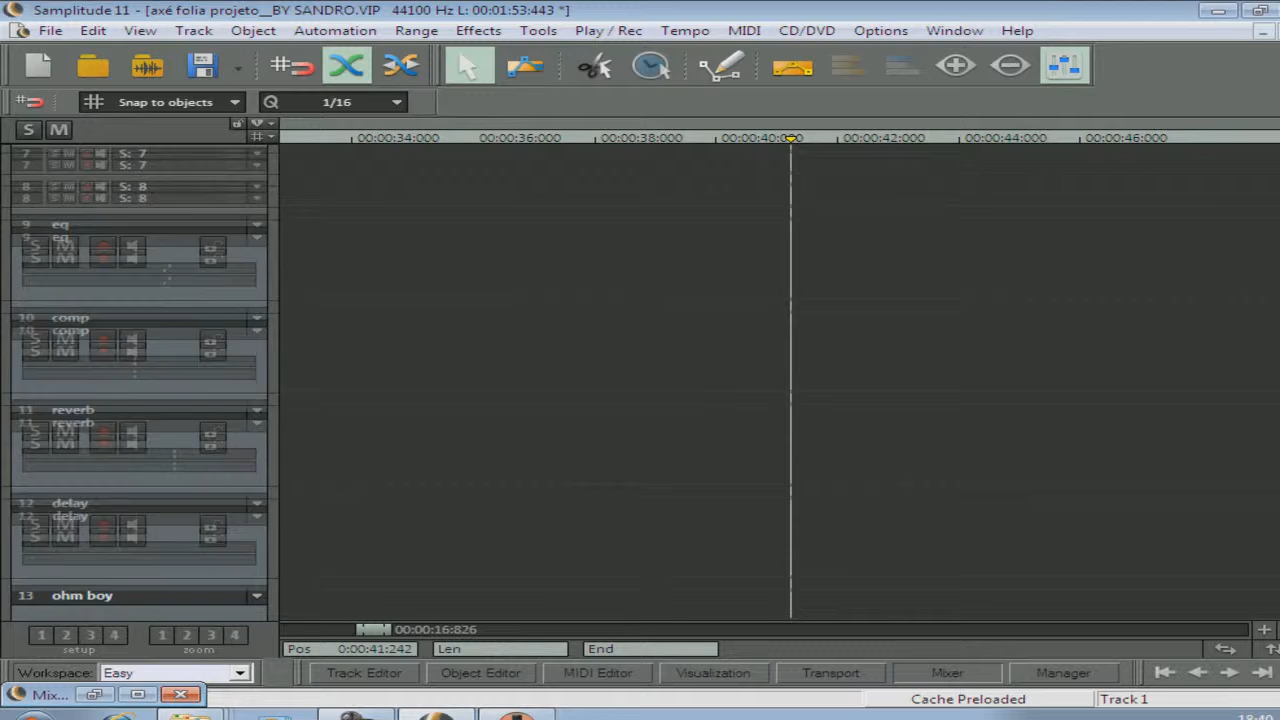 Samplitude 11 - [axé folia projeto__BY SANDRO.VIP 44100 Hz L: 00:01:53:443 *]
File Edit View Track Object Automation Range Effects Tools Play / Rec Tempo MIDI CD/DVD Options Window Help
Snap to objects Q 1/16
S M
00:00:34:000 00:00:36:000 00:00:38:000 00:00:40:000 00:00:42:000 00:00:44:000 00:00:46:000
7 S: 7
7 S: 7
8 S: 8
8 S: 8
9 eq
9 eq
S M
S M
10 comp
10 comp
S M
S M
11 reverb
11 reverb
S M
S M
12 delay
12 delay
S M
S M
13 ohm boy
00:00:16:826
1 2 3 4 1 2 3 4
setup zoom
Pos 0:00:41:242 Len End
Workspace: Easy Track Editor Object Editor MIDI Editor Visualization Transport Mixer Manager
Mix...
Cache Preloaded Track 1